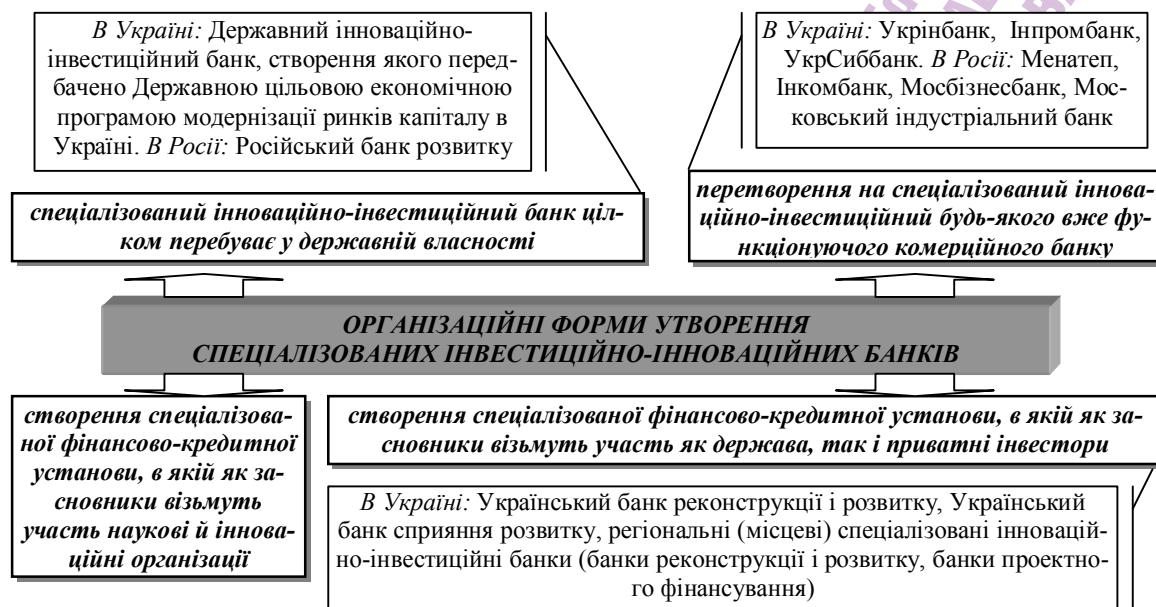 В Україні: Державний інноваційно-
інвестиційний банк, створення якого перед-
бачено Державною цільовою економічною
програмою модернізації ринків капіталу в
Україні. В Росії: Російський банк розвитку
В Україні: Укрінбанк, Інпромбанк,
УкрСиббанк. В Росії: Менатеп,
Інкомбанк, Мосбізнесбанк, Мос-
ковський індустріальний банк
спеціалізований інноваційно-інвестиційний банк ціл-
ком перебуває у державній власності
перетворення на спеціалізований іннова-
ційно-інвестиційний будь-якого вже фу-
нкціонуючого комерційного банку
ОРГАНІЗАЦІЙНІ ФОРМИ УТВОРЕННЯ
СПЕЦІАЛІЗОВАНИХ ІНВЕСТИЦІЙНО-ІННОВАЦІЙНИХ БАНКІВ
створення спеціалізова-
ної фінансово-кредитної
установи, в якій як за-
сновники візьмуть
участь наукові й іннова-
ційні організації
створення спеціалізованої фінансово-кредитної установи, в якій як за-
сновники візьмуть участь як держава, так і приватні інвестори
В Україні: Український банк реконструкції і розвитку, Український
банк сприяння розвитку, регіональні (місцеві) спеціалізовані інновацій-
но-інвестиційні банки (банки реконструкції і розвитку, банки проектно-
го фінансування)